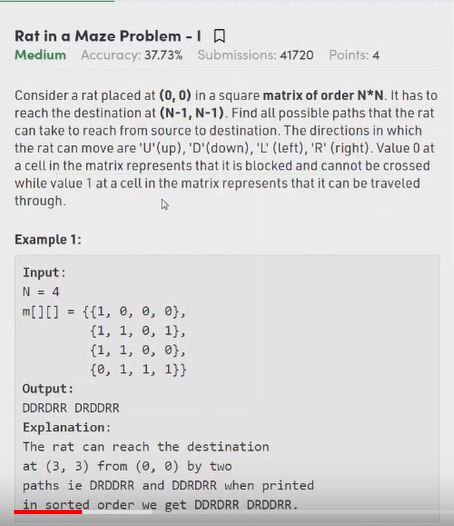 Rat in a Maze Problem - I
Medium Accuracy: 37.73% Submissions: 41720 Points: 4
Consider a rat placed at (0, 0) in a square matrix of order N*N. It has to
reach the destination at (N-1, N-1). Find all possible paths that the rat
can take to reach from source to destination. The directions in which
the rat can move are 'U'(up), 'D'(down), 'L' (left), 'R' (right). Value 0 at
a cell in the matrix represents that it is blocked and cannot be crossed
while value 1 at a cell in the matrix represents that it can be traveled
through.
Example 1:
Input:
N = 4
m[][] = {{1, 0, 0, 0},
{1, 1, 0, 1},
{1, 1, 0, 0},
{0, 1, 1, 1}}
Output:
DDRDRR DRDDRR
Explanation:
The rat can reach the destination
at (3, 3) from (0, 0) by two
paths ie DRDDRR and DDRDRR when printed
in sorted order we get DDRDRR DRDDRR.